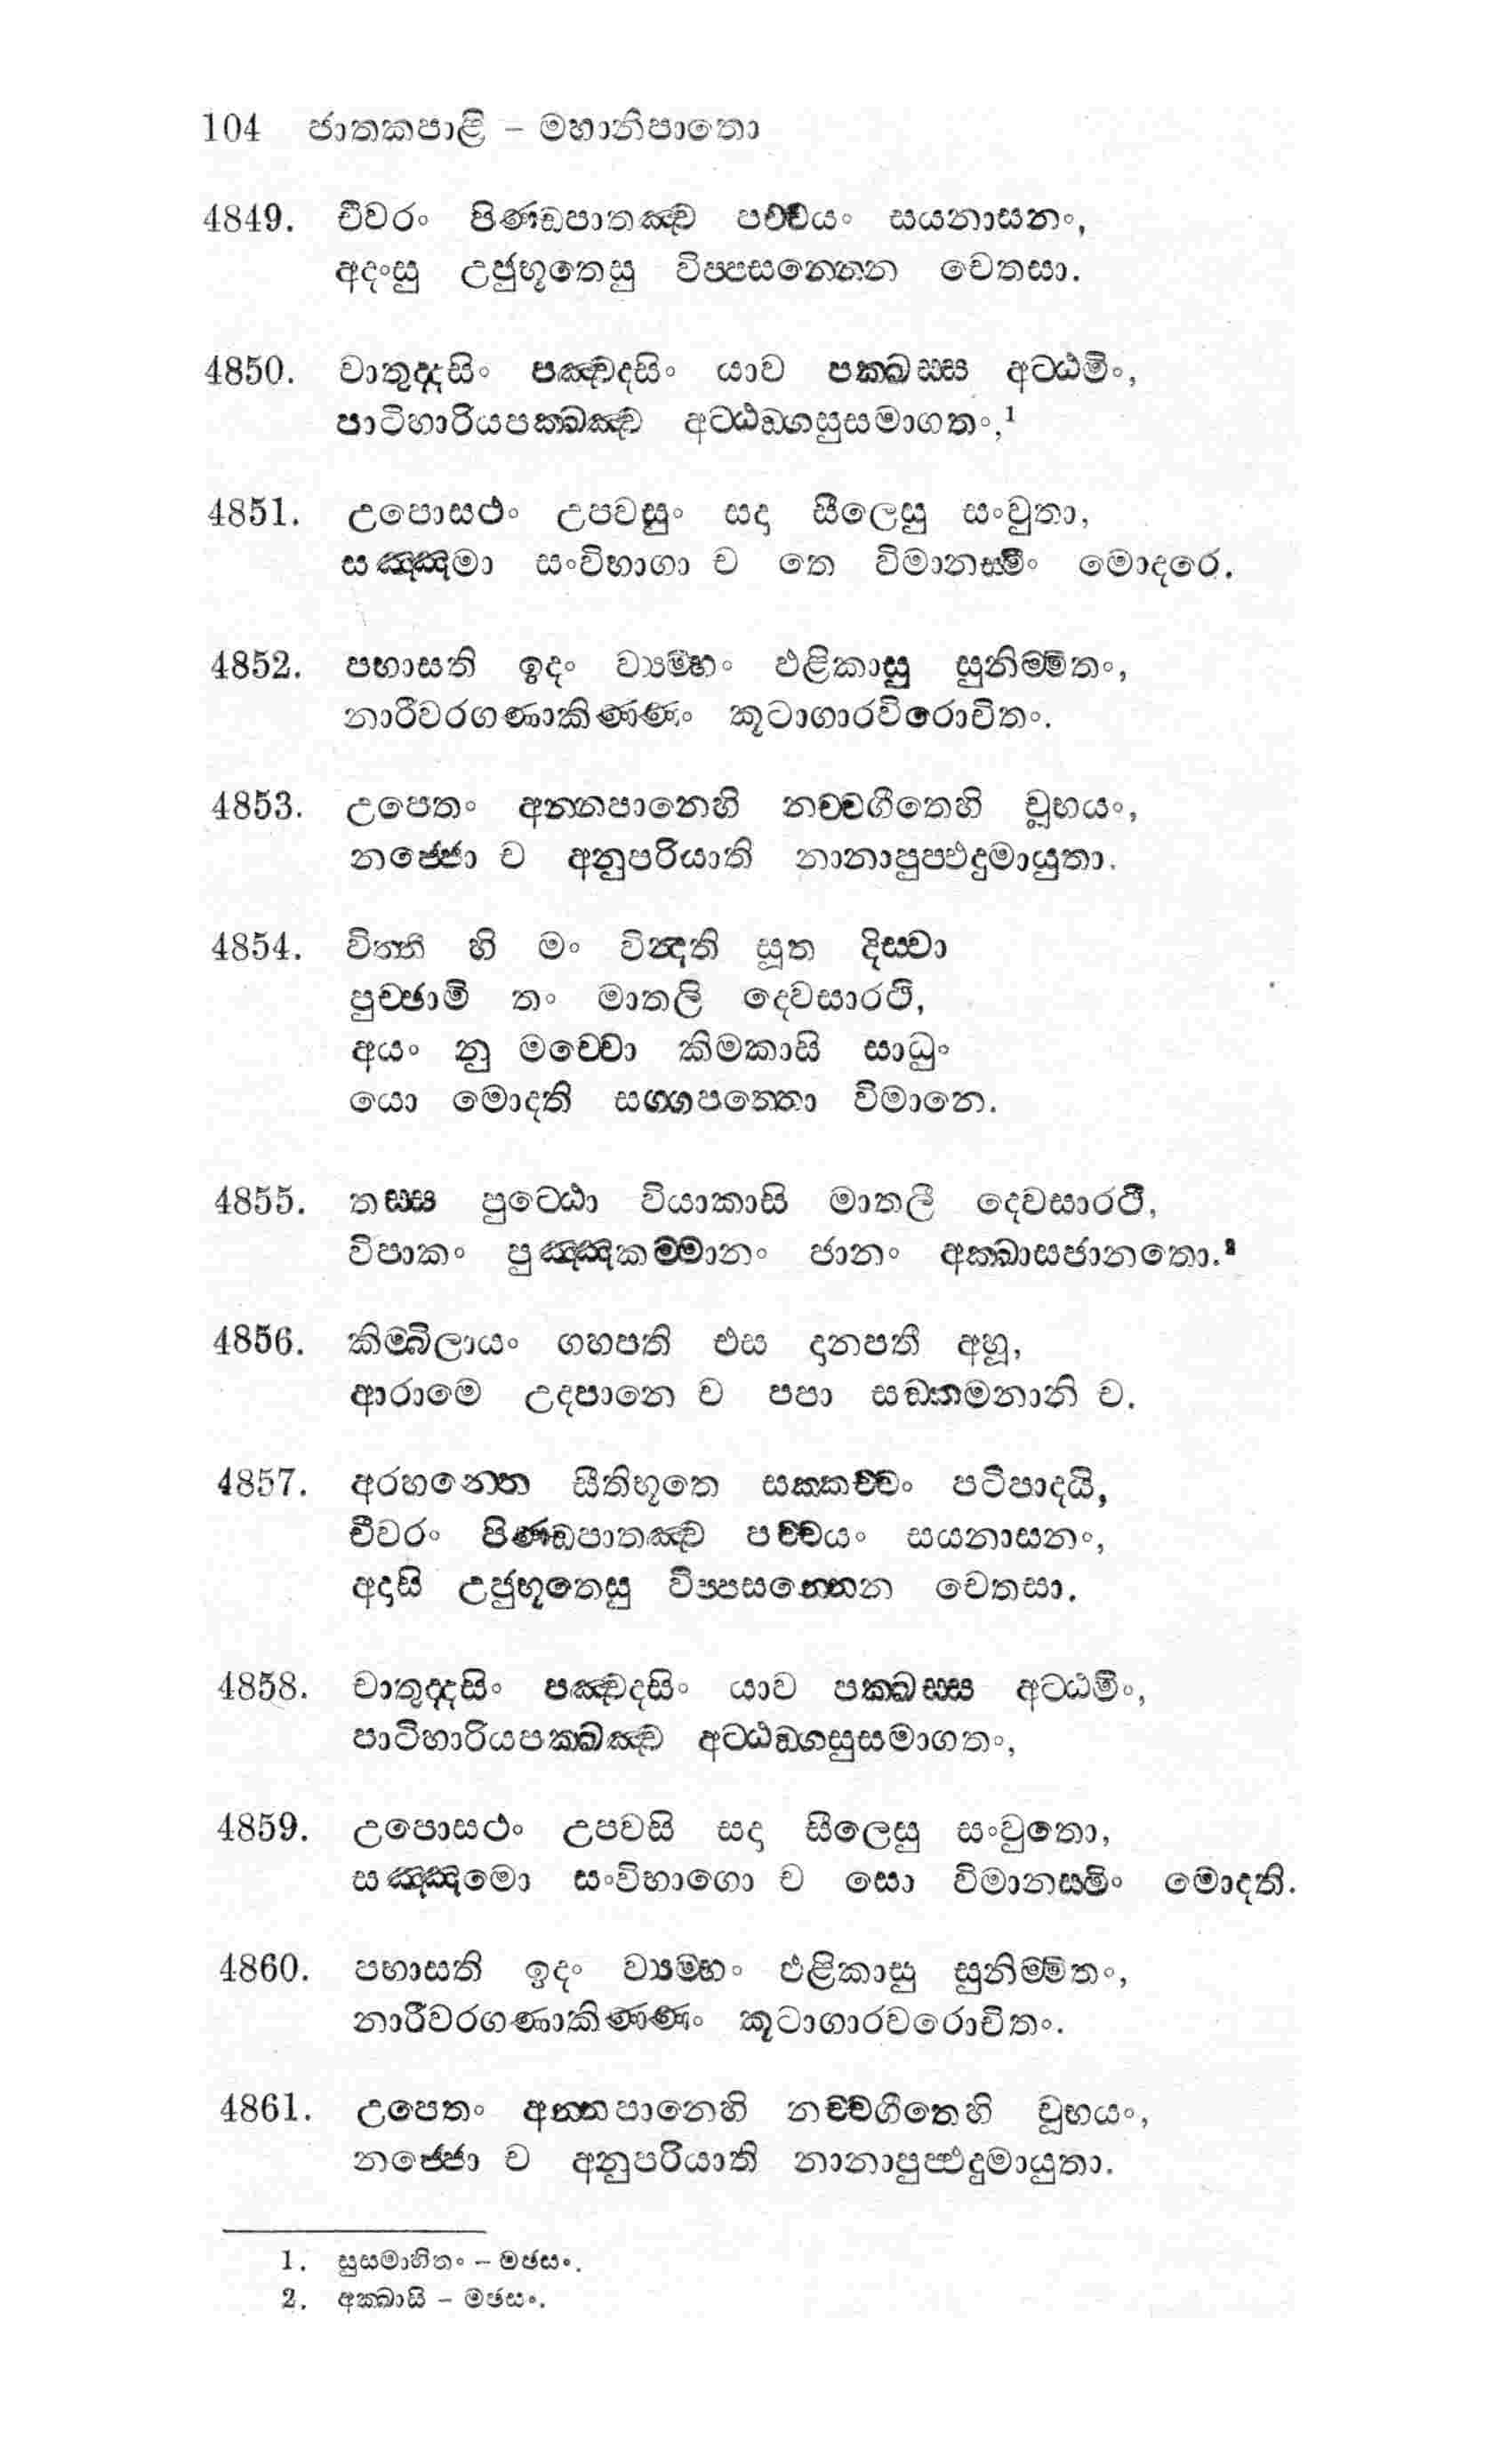 104 ජාතකපාළි – මහානිපාතො
4849. චීවරං පිණ්ඩපාතඤ්ච පච්චයං සයනාසනං,
අදංසු උජුභූතෙසු විප්පසන්නෙන චෙතසා.
4850. චාතුද්දසිං පඤ්චදසිං යාව පක්ඛස්ස අට්ඨමිං,
පාටිහාරියපක්ඛඤ්ච අට්ඨඞ්ගසුසමාගතං,¹
4851. උපොසථං උපවසුං සදා සීලෙසු සංවුතා,
සඤ්ඤමා සංවිභාගා ච තෙ විමානස්මිං මොදරෙ.
4852. පභාසති ඉදං ව්‍යම්හං ඵළිකාසු සුනිම්මිතං,
නාරීවරගණාකිණ්ණං කූටාගාරවිරොචිතං.
4853. උපෙතං අන්නපානෙහි නච්චගීතෙහි චූභයං,
නජ්ජො ච අනුපරියාති නානාපුප්ඵදුමායුතා.
4854. විත්තී හි මං වින්දති සූත දිස්වා
පුච්ඡාමි තං මාතලි දෙවසාරථි,
අයං නු මච්චො කිමකාසි සාධුං
යො මොදති සග්ගපත්තො විමානෙ.
4855. තස්ස පුට්ඨො වියාකාසි මාතලී දෙවසාරථී,
විපාකං පුඤ්ඤකම්මානං ජානං අක්ඛාසජානතො.²
4856. කිම්බිලායං ගහපති එස දානපතී අහූ,
ආරාමෙ උදපානෙ ච පපා සඞ්කමනානි ච.
4857. අරහන්තෙ සීතිභූතෙ සක්කච්චං පටිපාදයි,
චීවරං පිණ්ඩපාතඤ්ච පච්චයං සයනාසනං,
අදාසි උජුභූතෙසු විප්පසන්නෙන චෙතසා.
4858. චාතුද්දසිං පඤ්චදසිං යාව පක්ඛස්ස අට්ඨමිං,
පාටිහාරියපක්ඛඤ්ච අට්ඨඞ්ගසුසමාගතං,
4859. උපොසථං උපවසි සදා සීලෙසු සංවුතො,
සඤ්ඤමො සංවිභාගො ච සො විමානස්මිං මොදති.
4860. පභාසති ඉදං ව්‍යම්හං ඵළිකාසු සුනිම්මිතං,
නාරීවරගණාකිණ්ණං කූටාගාරවරොචිතං.
4861. උපෙතං අන්නපානෙහි නච්චගීතෙහි චූභයං,
නජ්ජො ච අනුපරියාති නානාපුප්ඵදුමායුතා.
1. සුසමාහිතං – මඡසං.
2. අක්ඛාසි – මඡසං.